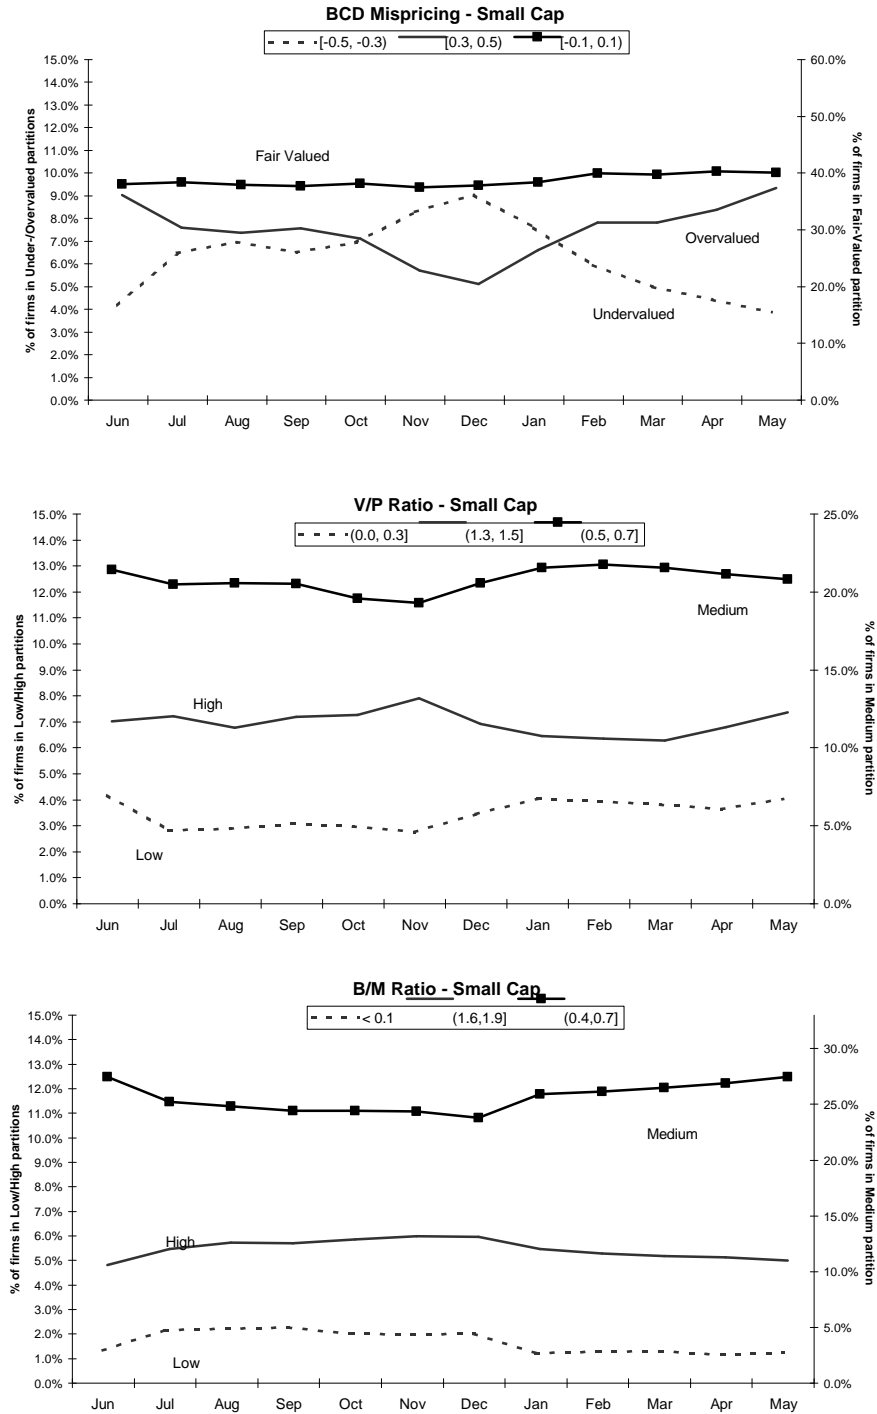 BCD Mispricing - Small Cap
[-0.5, -0.3) [0.3, 0.5) [-0.1, 0.1)
% of firms in Under-/Overvalued partitions
15.0%
14.0%
13.0%
12.0%
11.0%
10.0%
9.0%
8.0%
7.0%
6.0%
5.0%
4.0%
3.0%
2.0%
1.0%
0.0%
Fair Valued
Overvalued
Undervalued
60.0%
50.0%
40.0%
30.0%
20.0%
10.0%
0.0%
% of firms in Fair-Valued partition
Jun Jul Aug Sep Oct Nov Dec Jan Feb Mar Apr May
V/P Ratio - Small Cap
(0.0, 0.3] (1.3, 1.5] (0.5, 0.7]
% of firms in Low/High partitions
15.0%
14.0%
13.0%
12.0%
11.0%
10.0%
9.0%
8.0%
7.0%
6.0%
5.0%
4.0%
3.0%
2.0%
1.0%
0.0%
Medium
High
Low
25.0%
20.0%
15.0%
10.0%
5.0%
0.0%
% of firms in Medium partition
Jun Jul Aug Sep Oct Nov Dec Jan Feb Mar Apr May
B/M Ratio - Small Cap
< 0.1 (1.6,1.9] (0.4,0.7]
% of firms in Low/High partitions
15.0%
14.0%
13.0%
12.0%
11.0%
10.0%
9.0%
8.0%
7.0%
6.0%
5.0%
4.0%
3.0%
2.0%
1.0%
0.0%
Medium
High
Low
30.0%
25.0%
20.0%
15.0%
10.0%
5.0%
0.0%
% of firms in Medium partition
Jun Jul Aug Sep Oct Nov Dec Jan Feb Mar Apr May